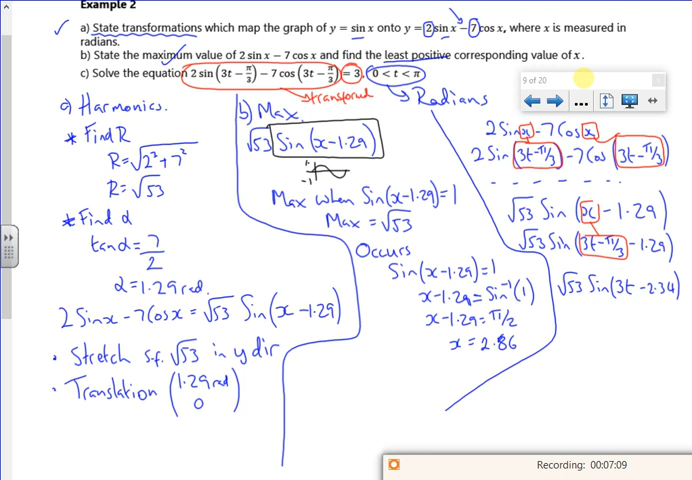 Example 2
a) State transformations which map the graph of y = sin x onto y = 2 sin x − 7 cos x, where x is measured in
radians.
b) State the maximum value of 2 sin x − 7 cos x and find the least positive corresponding value of x.
c) Solve the equation 2 sin(3t − π/3) − 7 cos(3t − π/3) = 3, 0 < t < π
transformed
Radians
9 of 20
a) Harmonics.
* Find R
R = √2² + 7²
R = √53
* Find α
tanα = 7/2
α = 1.29 rad.
2 Sinx − 7 Cosx = √53 Sin(x − 1.29)
• Stretch s.f. √53 in y dir
• Translation (1.29 rad
0)
b) Max
√53 Sin(x − 1.29)
1
-1
Max when Sin(x − 1.29) = 1
Max = √53
Occurs
Sin(x − 1.29) = 1
x − 1.29 = Sin⁻¹(1)
x − 1.29 = π/2
x = 2.86
2 Sin x − 7 Cos x
2 Sin (3t − π/3) − 7 Cos (3t − π/3)
√53 Sin (x − 1.29)
√53 Sin (3t − π/3 − 1.29)
√53 Sin(3t − 2.34)
Recording: 00:07:09